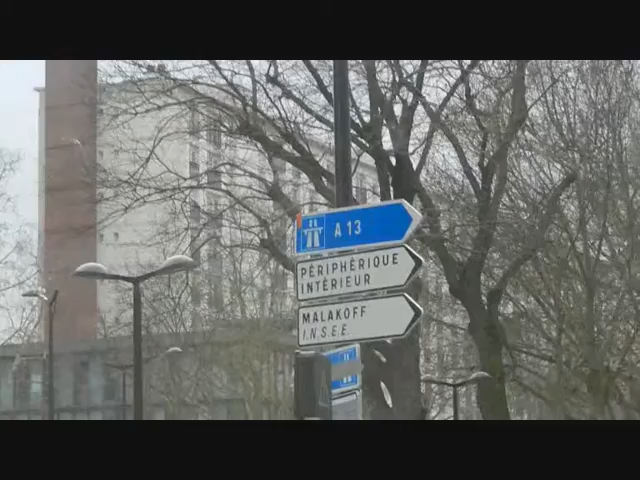 A 13
PÉRIPHÉRIQUE
INTÉRIEUR
MALAKOFF
I.N.S.E.E.